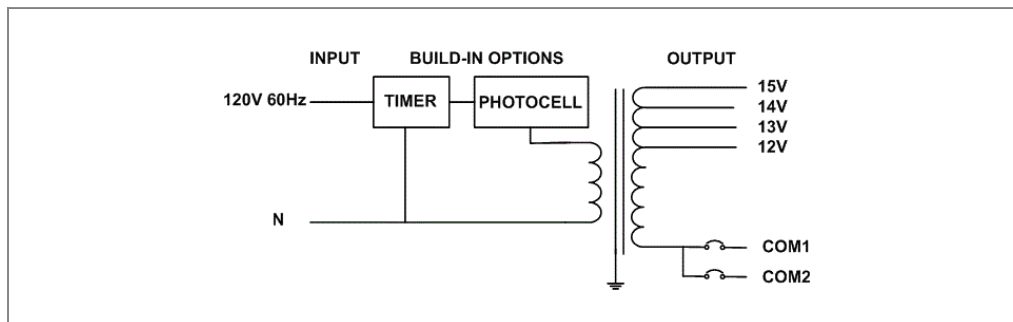 INPUT
BUILD-IN OPTIONS
OUTPUT
120V 60Hz
TIMER
PHOTOCELL
15V
14V
13V
12V
N
COM1
COM2